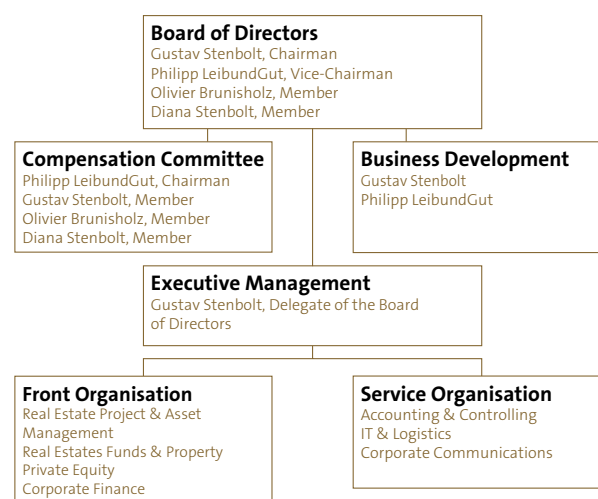 Board of Directors
Gustav Stenbolt, Chairman
Philipp LeibundGut, Vice-Chairman
Olivier Brunisholz, Member
Diana Stenbolt, Member
Compensation Committee
Philipp LeibundGut, Chairman
Gustav Stenbolt, Member
Olivier Brunisholz, Member
Diana Stenbolt, Member
Business Development
Gustav Stenbolt
Philipp LeibundGut
Executive Management
Gustav Stenbolt, Delegate of the Board
of Directors
Front Organisation
Real Estate Project & Asset
Management
Real Estates Funds & Property
Private Equity
Corporate Finance
Service Organisation
Accounting & Controlling
IT & Logistics
Corporate Communications